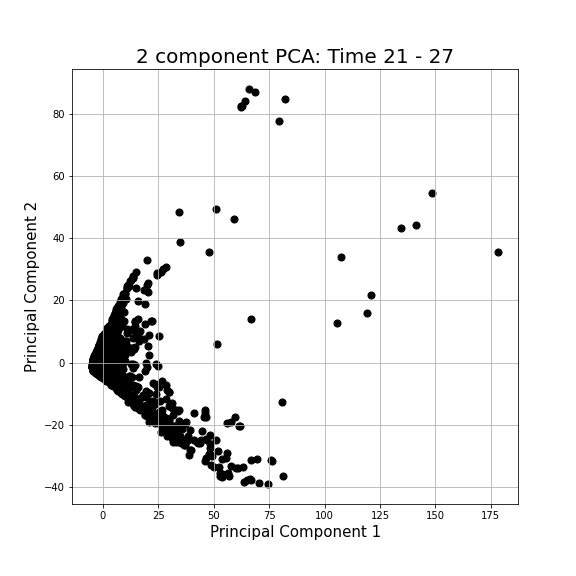 2 component PCA: Time 21 - 27
Principal Component 2
80
60
40
20
0
−20
−40
0 25 50 75 100 125 150 175
Principal Component 1